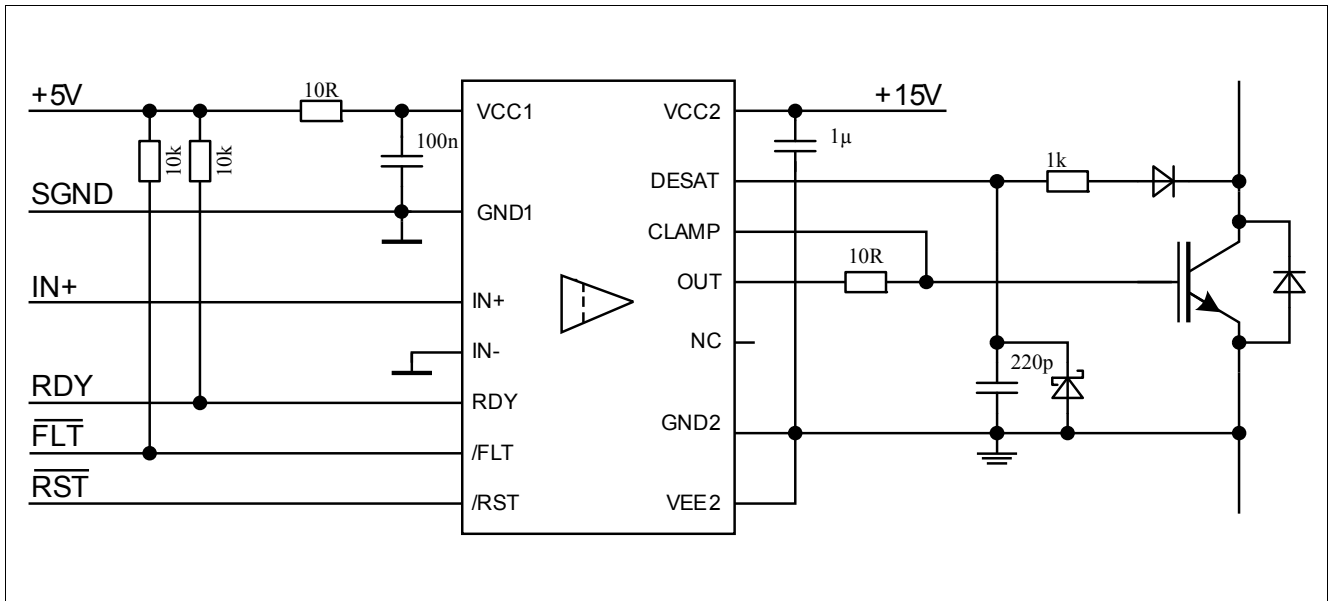 +5V
10R
VCC1
VCC2
+15V
100n
1µ
10k
10k
DESAT
1k
SGND
GND1
CLAMP
10R
IN+
IN+
OUT
IN-
NC
220p
RDY
RDY
GND2
FLT
/FLT
RST
/RST
VEE2